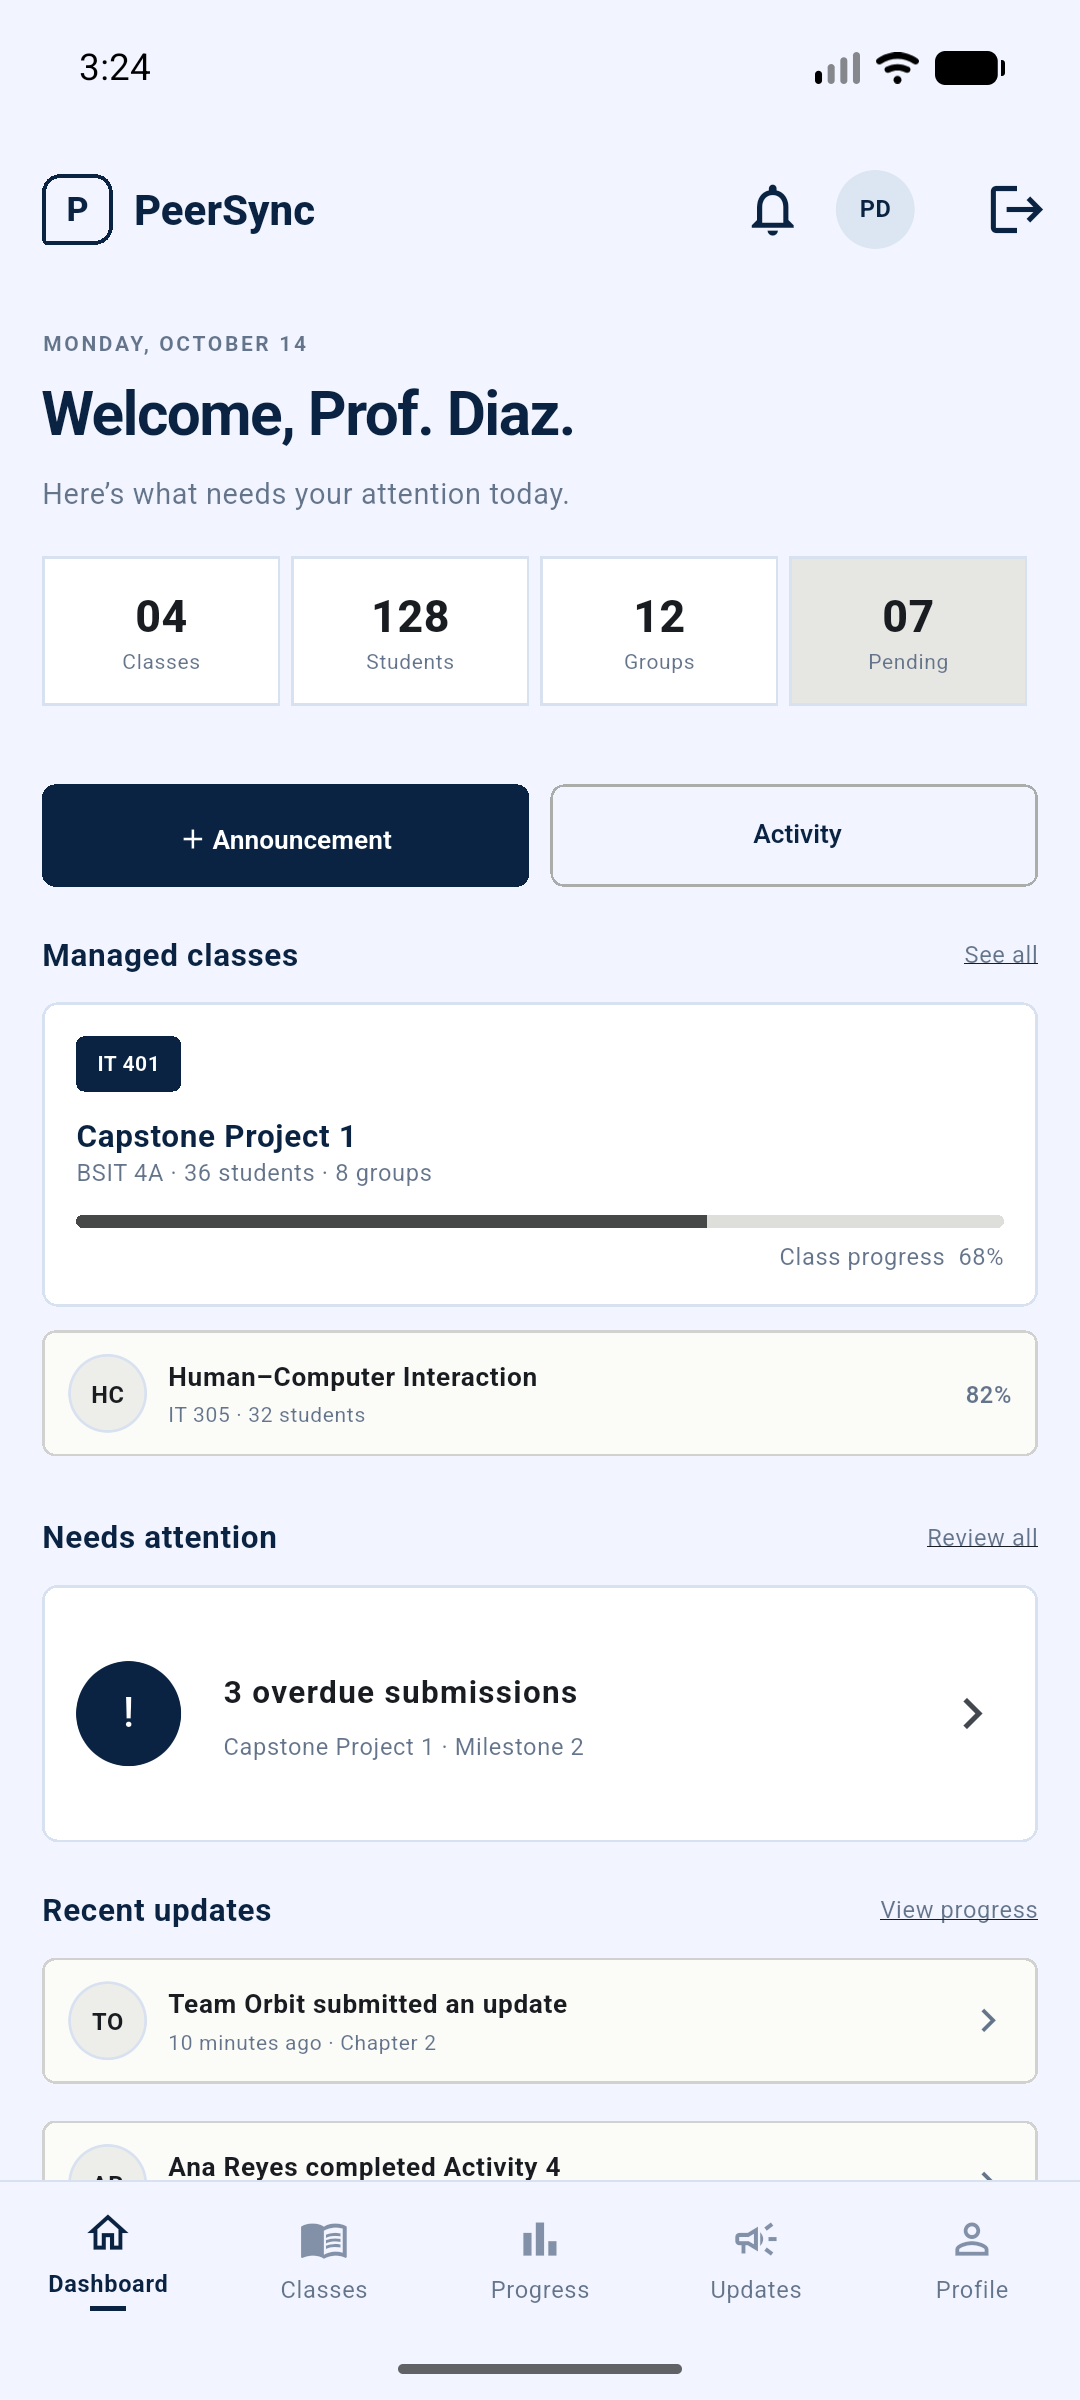 3:24
P PeerSync PD
MONDAY, OCTOBER 14
Welcome, Prof. Diaz.
Here’s what needs your attention today.
04
Classes
128
Students
12
Groups
07
Pending
+ Announcement
Activity
Managed classes
See all
IT 401
Capstone Project 1
BSIT 4A · 36 students · 8 groups
Class progress 68%
HC
Human–Computer Interaction
IT 305 · 32 students
82%
Needs attention
Review all
!
3 overdue submissions
Capstone Project 1 · Milestone 2
Recent updates
View progress
TO
Team Orbit submitted an update
10 minutes ago · Chapter 2
Ana Reyes completed Activity 4
Dashboard
Classes
Progress
Updates
Profile